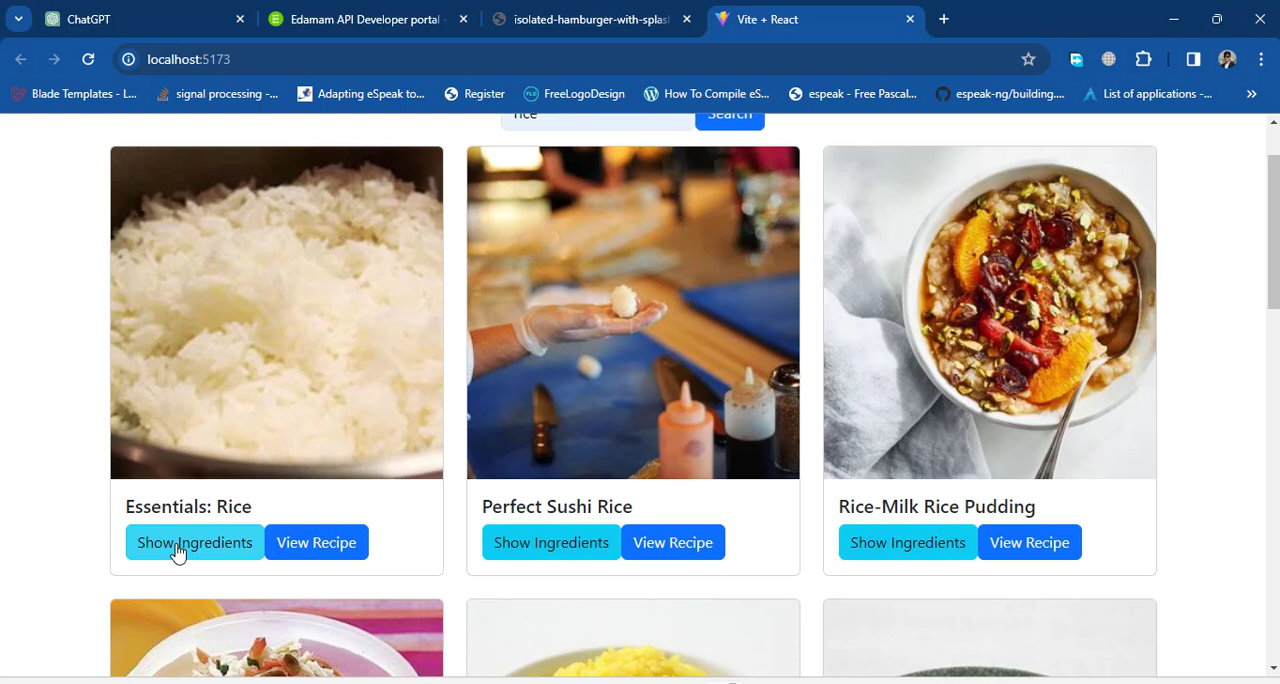 ChatGPT
Edamam API Developer portal
isolated-hamburger-with-splas
Vite + React
localhost:5173
Blade Templates - L...
signal processing -...
Adapting eSpeak to...
Register
FLD
FreeLogoDesign
How To Compile eS...
espeak - Free Pascal...
espeak-ng/building....
List of applications -...
»
rice
Search
Essentials: Rice
Show Ingredients
View Recipe
Perfect Sushi Rice
Show Ingredients
View Recipe
Rice-Milk Rice Pudding
Show Ingredients
View Recipe